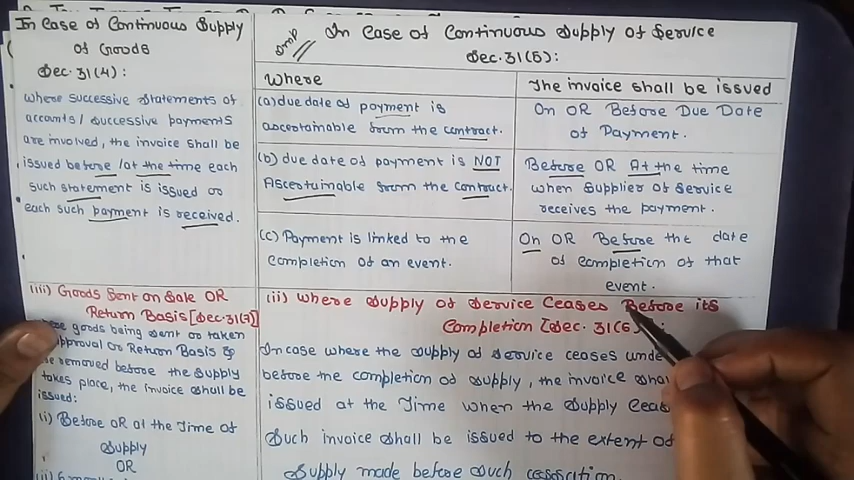 In Case of Continuous Supply
of Goods
Sec. 31(4) :
where successive statements of
accounts / successive payments
are involved, the invoice shall be
issued before / at the time each
such statement is issued or
each such payment is received.
(iii) Goods Sent on Sale OR
Return Basis [Sec. 31(7)]
goods being sent or taken
Approval or Return Basis &
removed before the Supply
takes place, the invoice shall be
issued:
(i) Before OR at the Time of
Supply
OR
In Case of Continuous Supply of Service
Sec. 31(5) :
Where
The invoice shall be issued
(a) due date of payment is
ascertainable from the contract.
On OR Before Due Date
of Payment.
(b) due date of payment is NOT
Ascertainable from the contract.
Before OR At the time
when Supplier of Service
receives the payment.
(c) Payment is linked to the
completion of an event.
On OR Before the date
of completion of that
event.
(ii) Where Supply of Service Ceases Before its
Completion [Sec. 31(6)] :
In case where the supply of service ceases
before the completion of supply, the invoice
issued at the Time when the Supply
Such invoice shall be issued to the extent of
Supply made before such cessation.